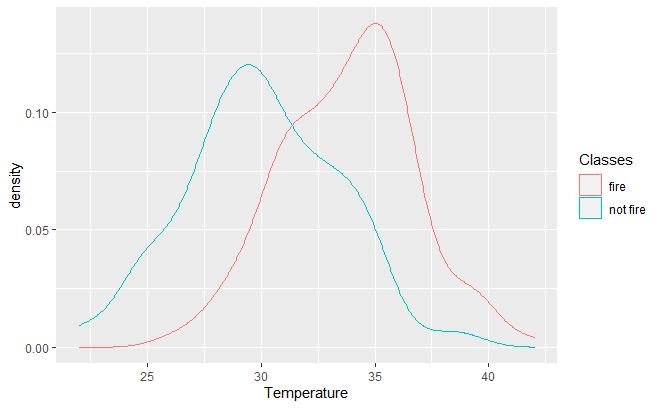 density
0.10
0.05
0.00
25 30 35 40
Temperature
Classes
fire
not fire